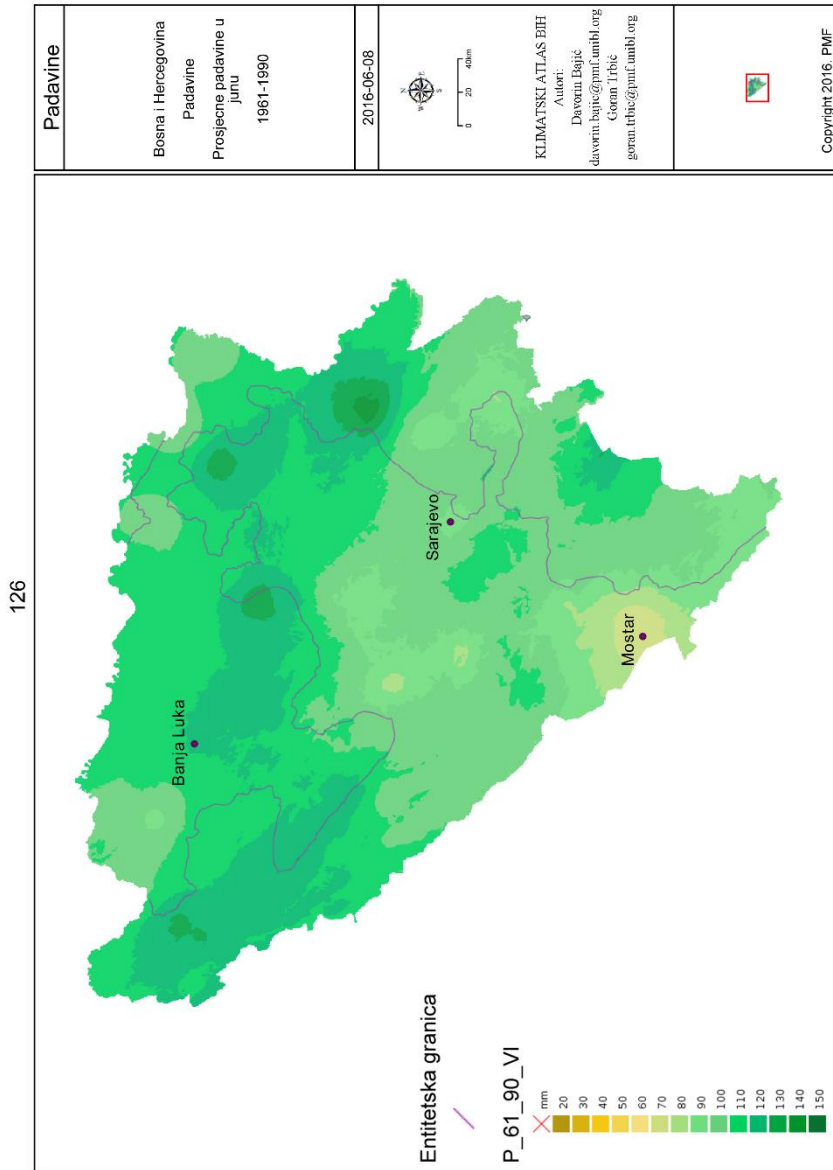 126
Padavine
Bosna i Hercegovina
Padavine
Prosjecne padavine u
junu
1961-1990
2016-06-08
N
W E
S
0 20 40km
KLIMATSKI ATLAS BIH
Autori:
Davorin Bajić
davorin.bajic@pmf.unibl.org
Goran Trbić
goran.trbic@pmf.unibl.org
Copyright 2016. PMF
Banja Luka
Sarajevo
Mostar
Entitetska granica
P_61_90_VI
mm
20
30
40
50
60
70
80
90
100
110
120
130
140
150